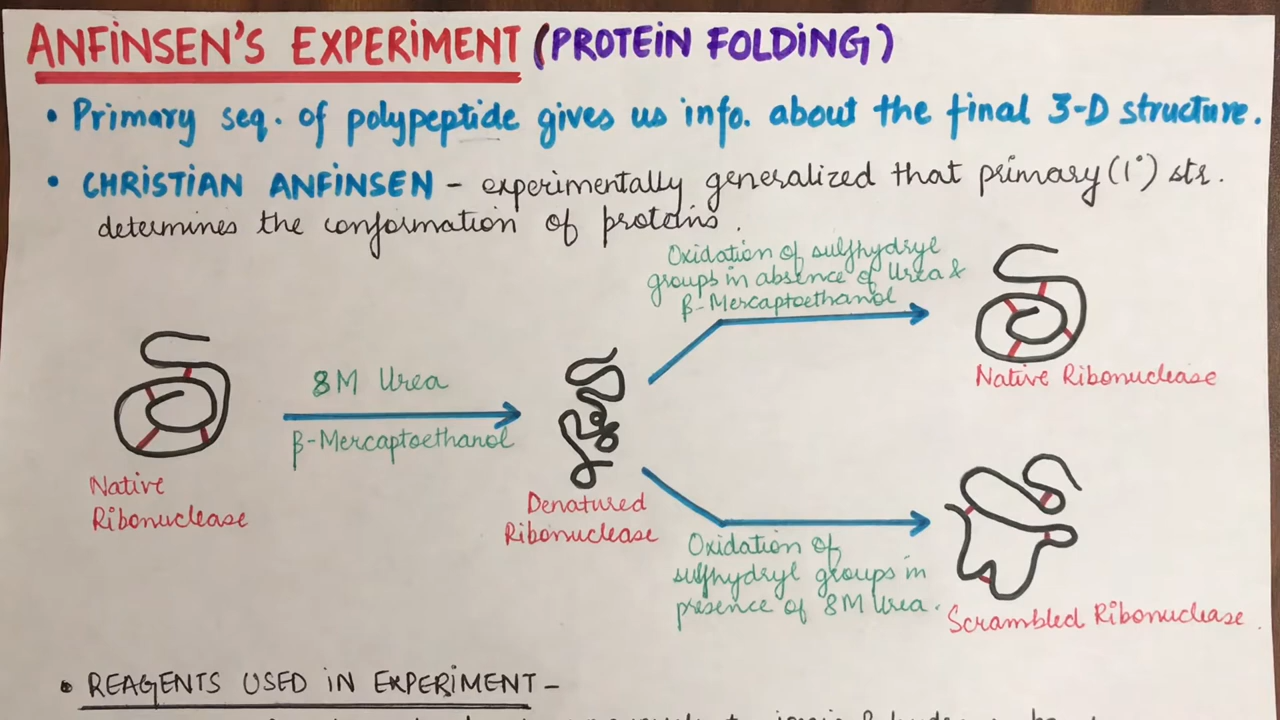 ANFINSEN'S EXPERIMENT (PROTEIN FOLDING)
• Primary seq. of polypeptide gives us info. about the final 3-D structure.
• CHRISTIAN ANFINSEN – experimentally generalized that primary (1°) str.
determines the conformation of proteins.
Oxidation of sulfhydryl
groups in absence of Urea &
β-Mercaptoethanol
Native Ribonuclease
8M Urea
β-Mercaptoethanol
Native
Ribonuclease
Denatured
Ribonuclease
Oxidation of
sulfhydryl groups in
presence of 8M Urea.
Scrambled Ribonuclease.
• REAGENTS USED IN EXPERIMENT –